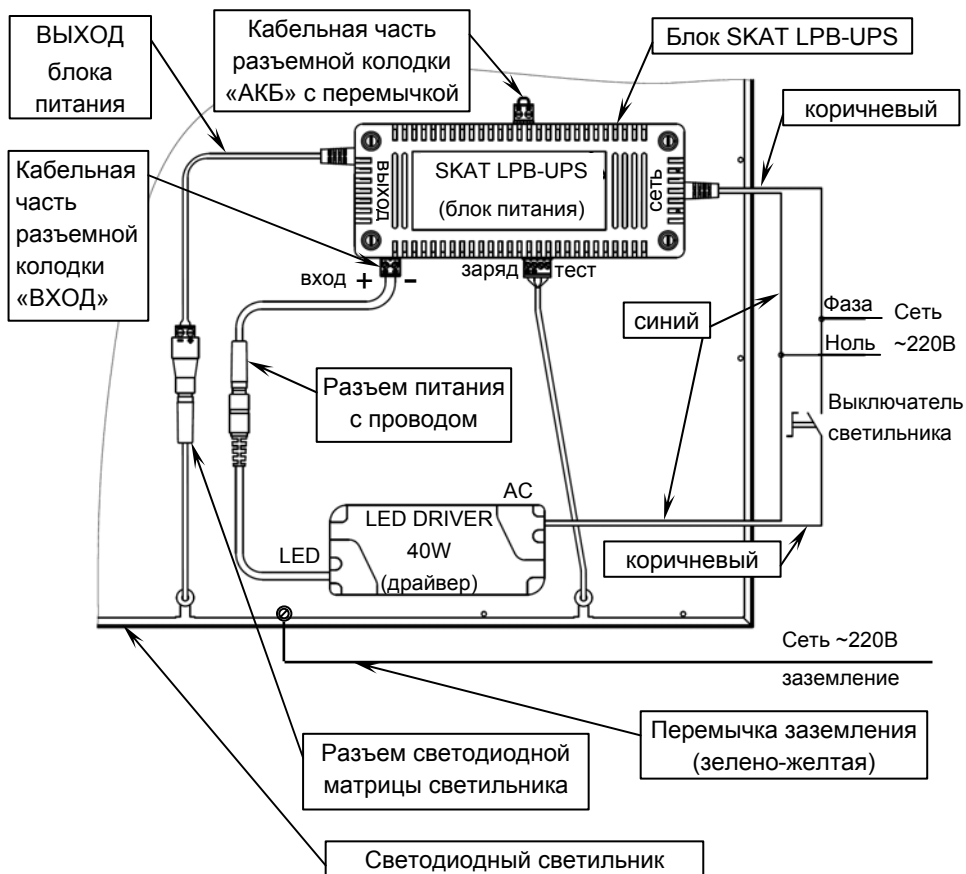 ВЫХОД
блока
питания
Кабельная часть
разъемной колодки
«АКБ» с перемычкой
Блок SKAT LPB-UPS
коричневый
Кабельная
часть
разъемной
колодки
«ВХОД»
ВЫХОД
SKAT LPB-UPS
(блок питания)
сеть
вход + -
заряд тест
синий
Фаза
Сеть
Ноль
~220В
Разъем питания
с проводом
Выключатель
светильника
AC
LED DRIVER
40W
(драйвер)
LED
коричневый
Сеть ~220В
заземление
Перемычка заземления
(зелено-желтая)
Разъем светодиодной
матрицы светильника
Светодиодный светильник